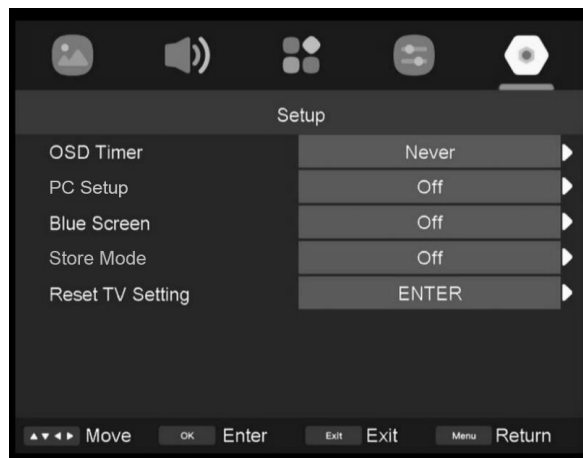 Setup
OSD Timer Never
PC Setup Off
Blue Screen Off
Store Mode Off
Reset TV Setting ENTER
Move OK Enter Exit Exit Menu Return